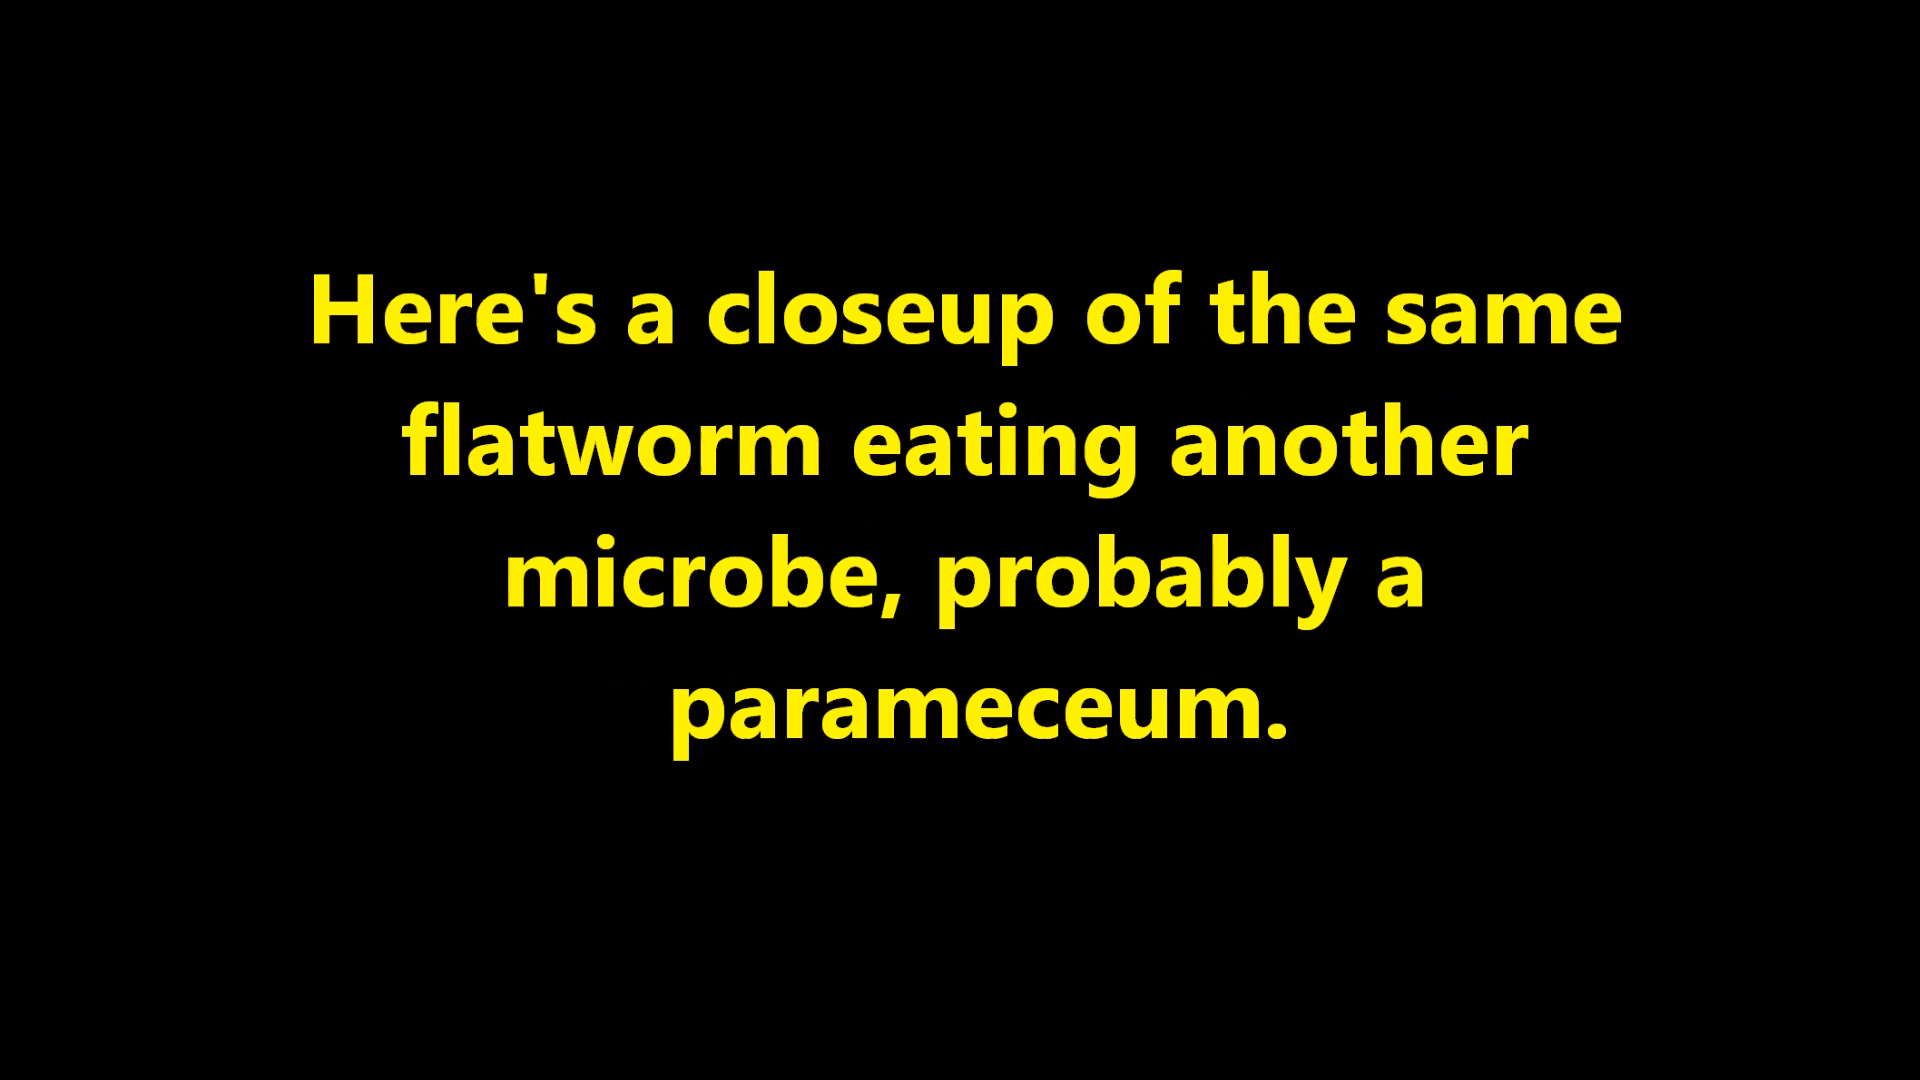 Here's a closeup of the same
flatworm eating another
microbe, probably a
parameceum.